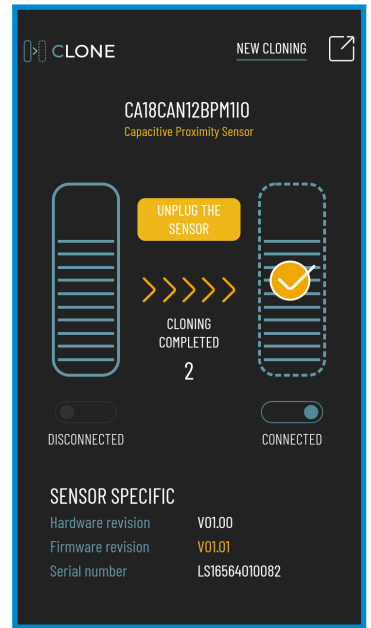 CLONE
NEW CLONING
CA18CAN12BPM1IO
Capacitive Proximity Sensor
UNPLUG THE
SENSOR
CLONING
COMPLETED
2
DISCONNECTED
CONNECTED
SENSOR SPECIFIC
Hardware revision V01.00
Firmware revision V01.01
Serial number LS16564010082